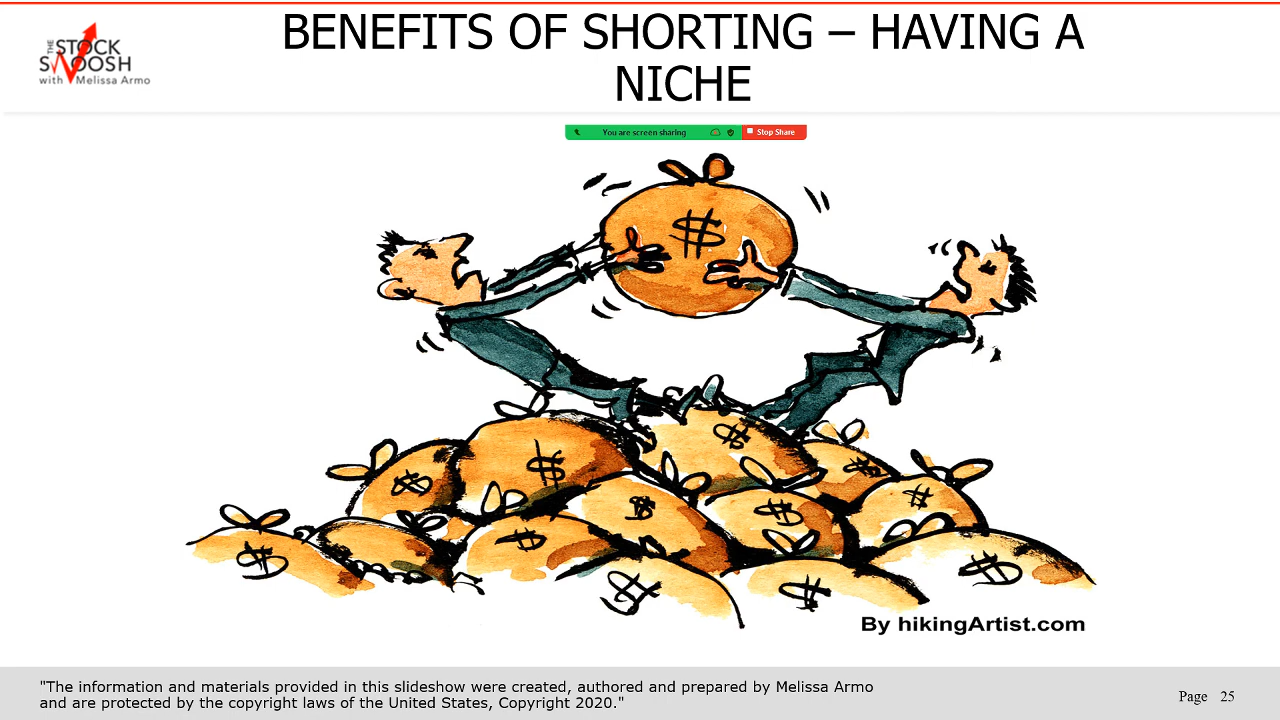 BENEFITS OF SHORTING – HAVING A
NICHE
THE
STOCK
SWOOSH
with Melissa Armo
You are screen sharing
Stop Share
$
$
$
$
$
$
$
$
$
$
$
$
$
By hikingArtist.com
"The information and materials provided in this slideshow were created, authored and prepared by Melissa Armo
and are protected by the copyright laws of the United States, Copyright 2020."
Page 25